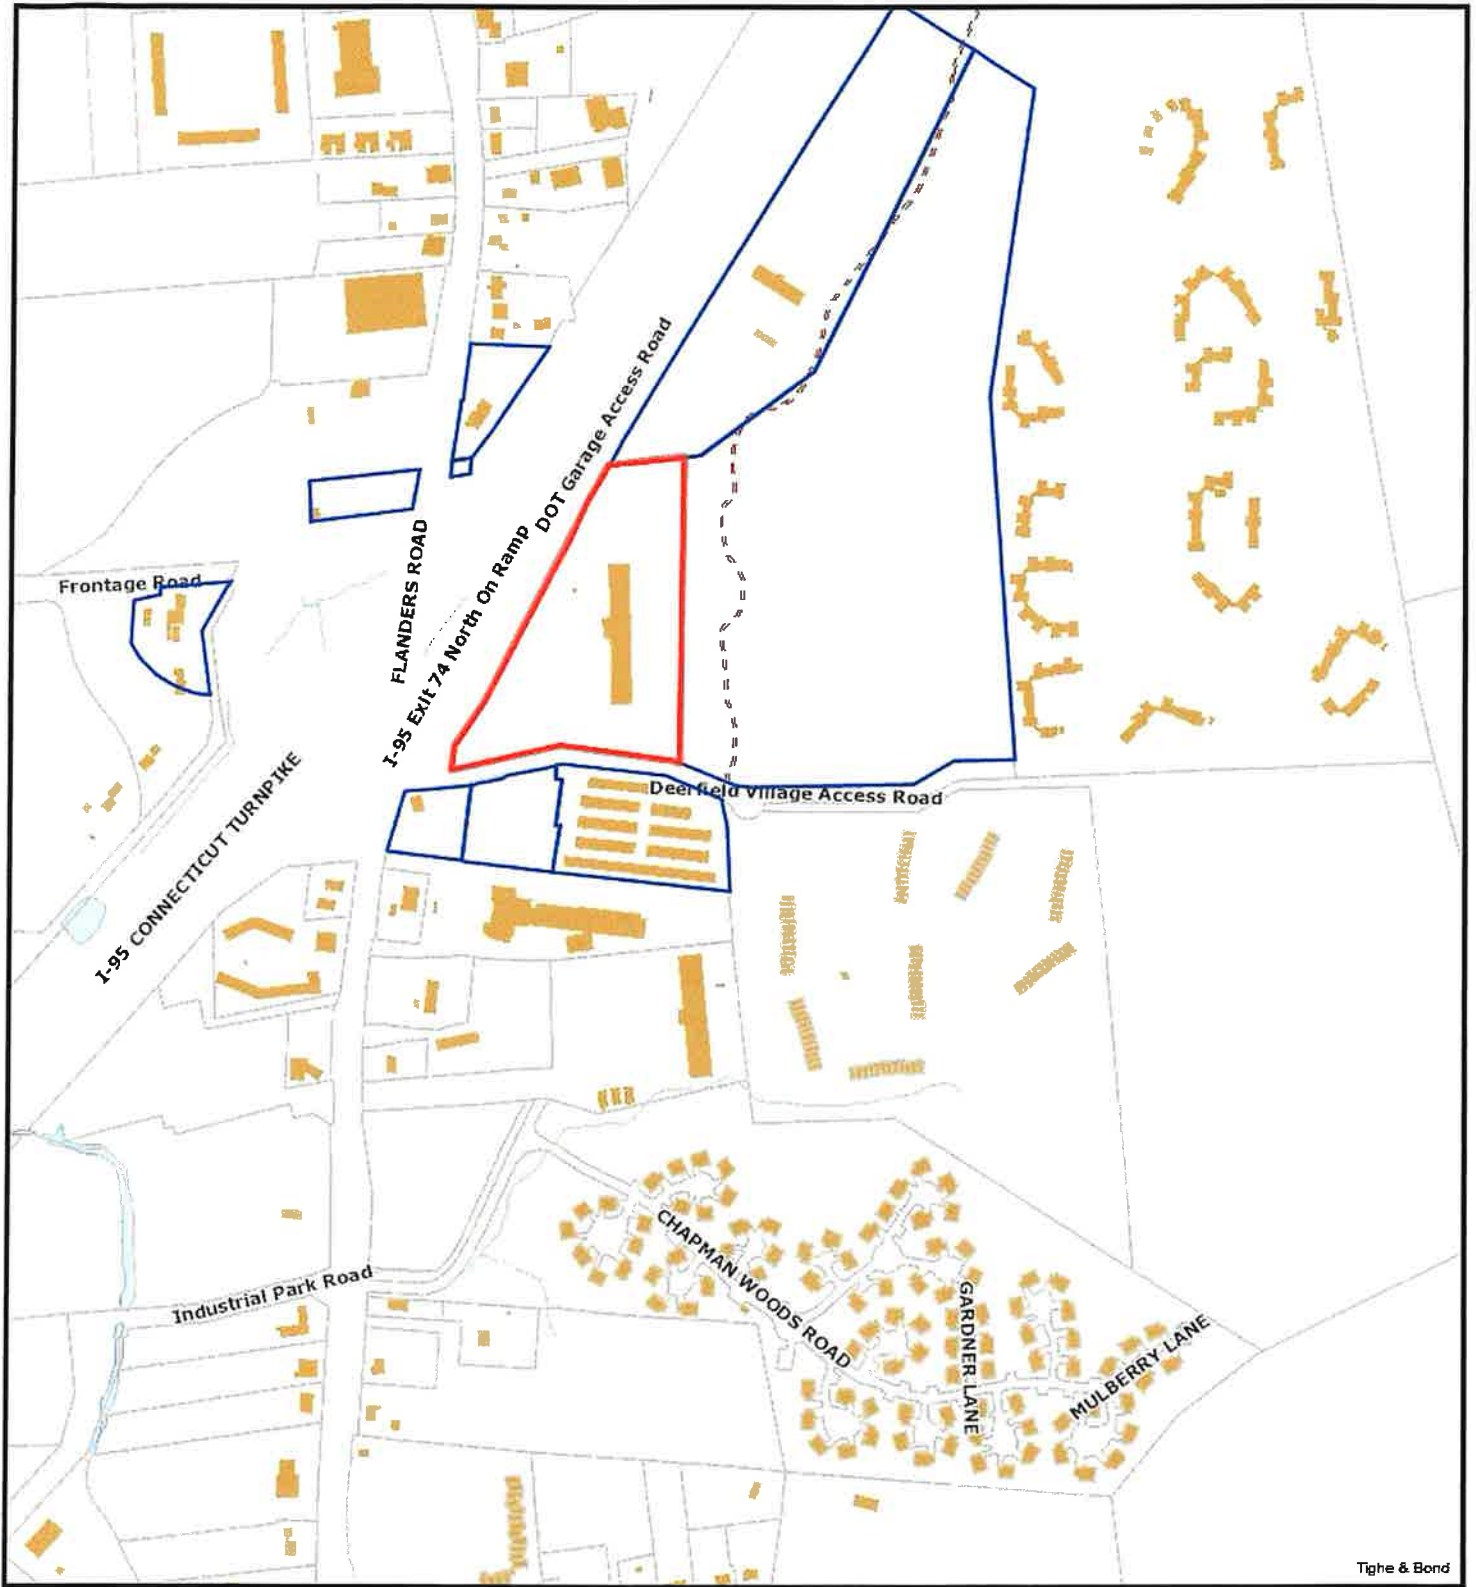 DOT Garage Access Road
Frontage Road
FLANDERS ROAD
I-95 Exit 74 North On Ramp
I-95 CONNECTICUT TURNPIKE
Deerfield Village Access Road
CHAPMAN WOODS ROAD
Industrial Park Road
GARDNER LANE
MULBERRY LANE
Tighe & Bond